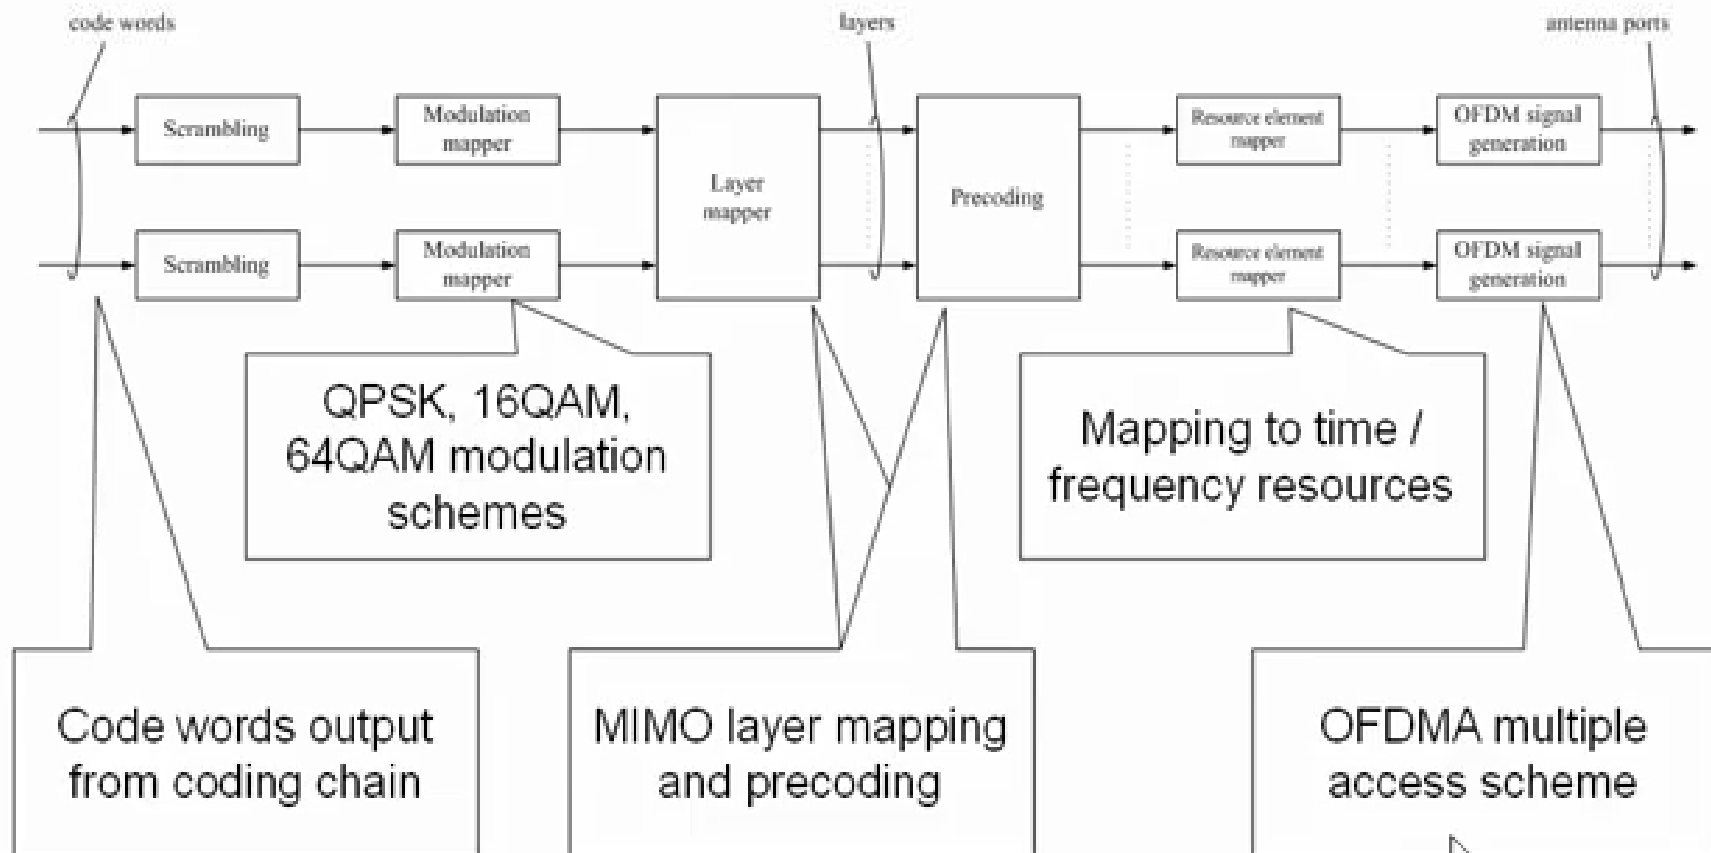 code words
layers
antenna ports
Scrambling
Modulation
mapper
Layer
mapper
Precoding
Resource element
mapper
OFDM signal
generation
Scrambling
Modulation
mapper
Resource element
mapper
OFDM signal
generation
QPSK, 16QAM,
64QAM modulation
schemes
Mapping to time /
frequency resources
Code words output
from coding chain
MIMO layer mapping
and precoding
OFDMA multiple
access scheme